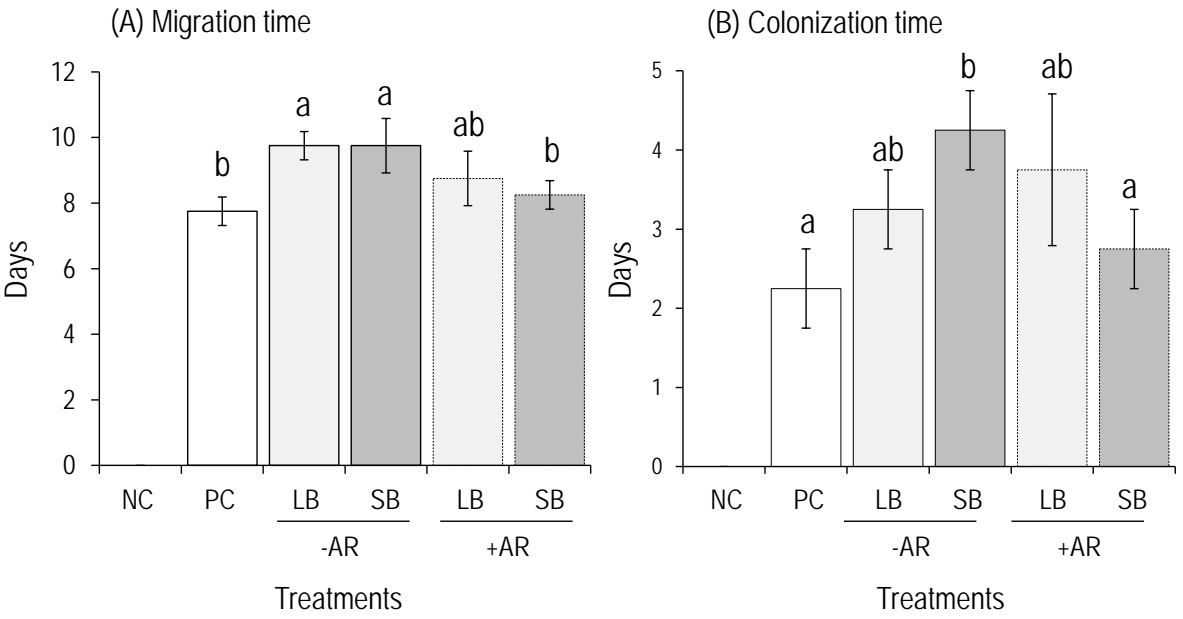 (A) Migration time
12
10
8
6
4
2
0
Days
b
a
a
ab
b
NC PC LB SB LB SB
-AR +AR
Treatments
(B) Colonization time
5
4
3
2
1
0
Days
a
ab
b
ab
a
NC PC LB SB LB SB
-AR +AR
Treatments